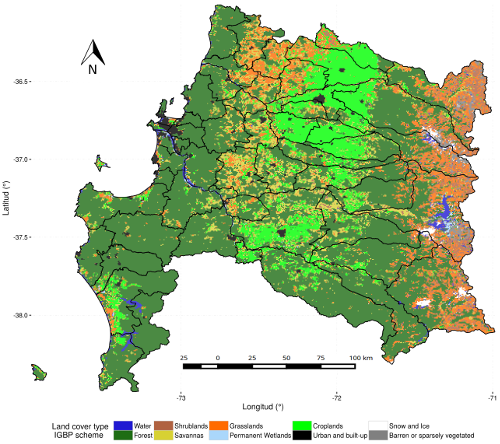 N
-36.5
-37.0
-37.5
-38.0
Latitud (°)
25 0 25 50 75 100 km
-73 -72 -71
Longitud (°)
Land cover type
IGBP scheme
Water Shrublands Grasslands Croplands Snow and Ice
Forest Savannas Permanent Wetlands Urban and built-up Barren or sparsely vegetated